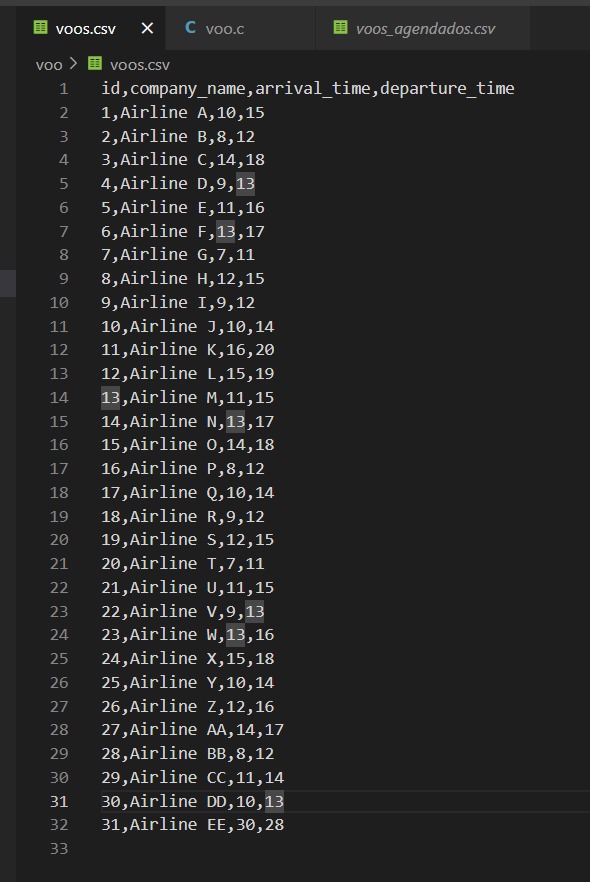 voos.csv × C voo.c voos_agendados.csv
voo > voos.csv
1 id,company_name,arrival_time,departure_time
2 1,Airline A,10,15
3 2,Airline B,8,12
4 3,Airline C,14,18
5 4,Airline D,9,13
6 5,Airline E,11,16
7 6,Airline F,13,17
8 7,Airline G,7,11
9 8,Airline H,12,15
10 9,Airline I,9,12
11 10,Airline J,10,14
12 11,Airline K,16,20
13 12,Airline L,15,19
14 13,Airline M,11,15
15 14,Airline N,13,17
16 15,Airline O,14,18
17 16,Airline P,8,12
18 17,Airline Q,10,14
19 18,Airline R,9,12
20 19,Airline S,12,15
21 20,Airline T,7,11
22 21,Airline U,11,15
23 22,Airline V,9,13
24 23,Airline W,13,16
25 24,Airline X,15,18
26 25,Airline Y,10,14
27 26,Airline Z,12,16
28 27,Airline AA,14,17
29 28,Airline BB,8,12
30 29,Airline CC,11,14
31 30,Airline DD,10,13
32 31,Airline EE,30,28
33